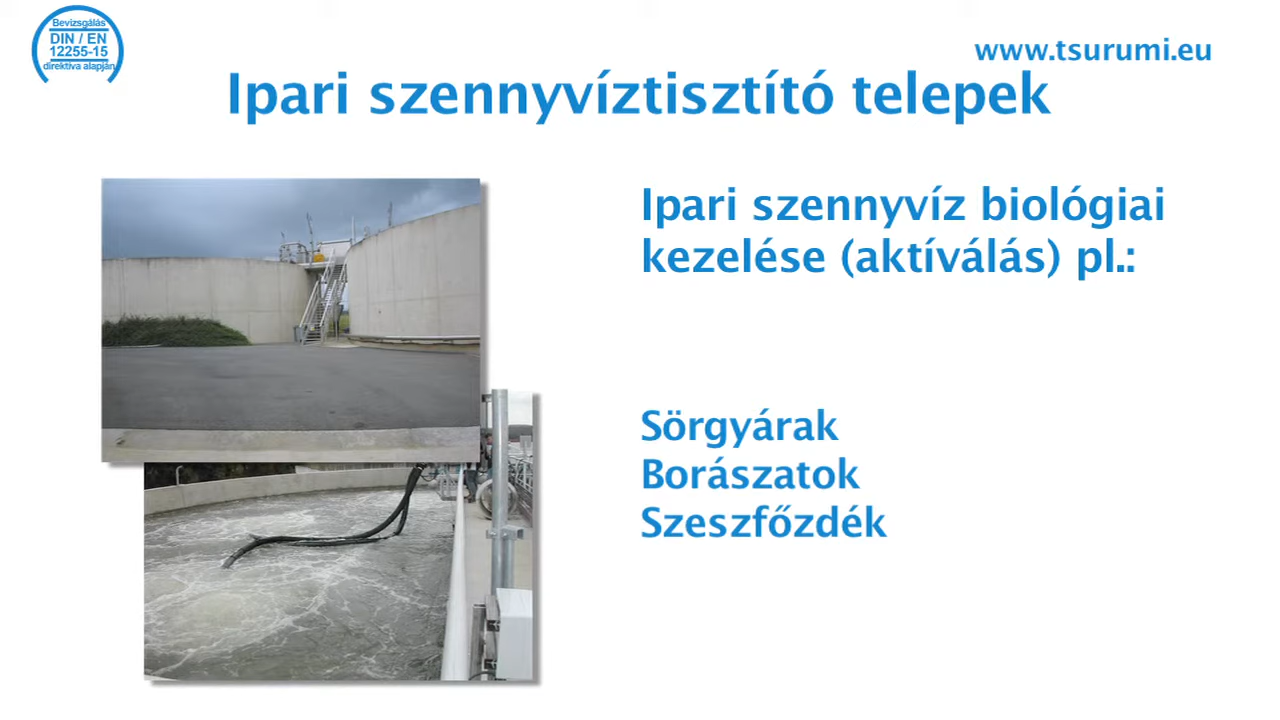 Bevizsgálás
DIN / EN
12255-15
direktíva alapján
www.tsurumi.eu
Ipari szennyvíztisztító telepek
Ipari szennyvíz biológiai
kezelése (aktíválás) pl.:
Sörgyárak
Borászatok
Szeszfőzdék